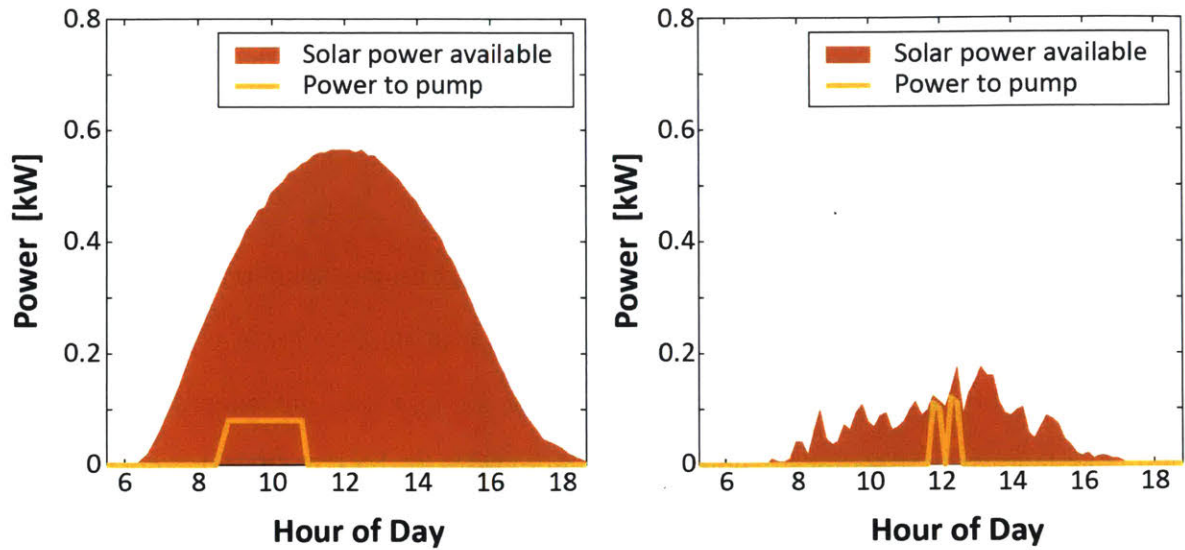 0.8
Solar power available
Power to pump
0.6
0.4
0.2
0
Power [kW]
6 8 10 12 14 16 18
Hour of Day
0.8
Solar power available
Power to pump
0.6
0.4
0.2
0
Power [kW]
6 8 10 12 14 16 18
Hour of Day